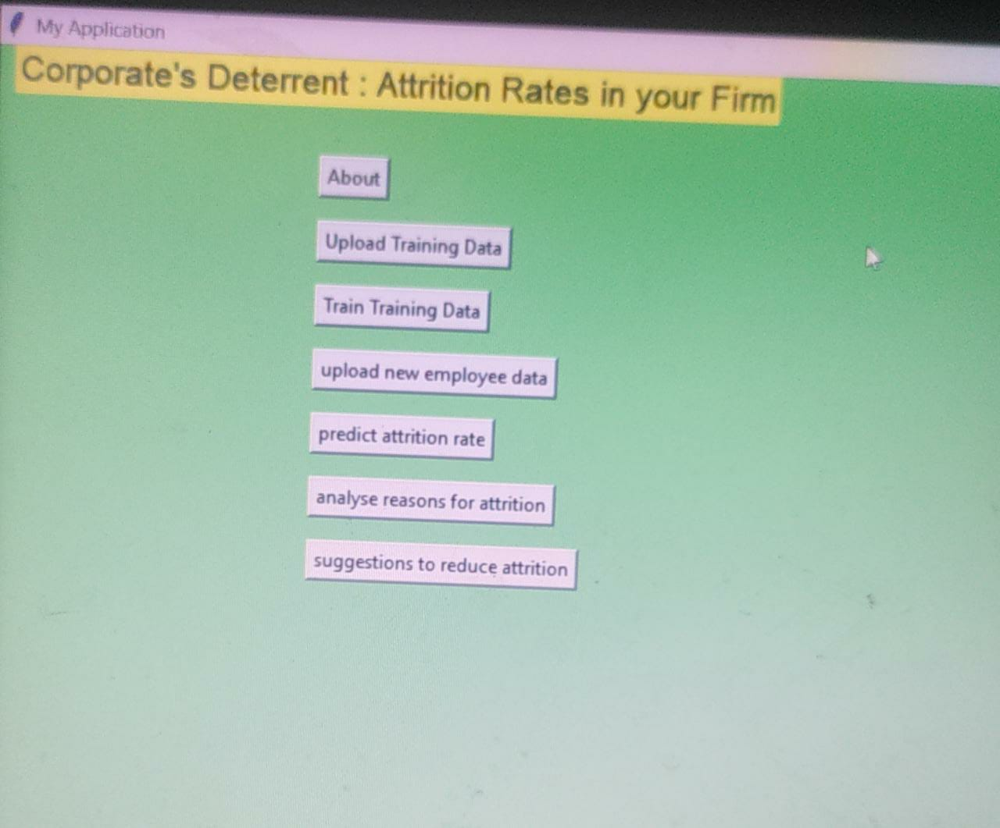 My Application
Corporate's Deterrent : Attrition Rates in your Firm
About
Upload Training Data
Train Training Data
upload new employee data
predict attrition rate
analyse reasons for attrition
suggestions to reduce attrition